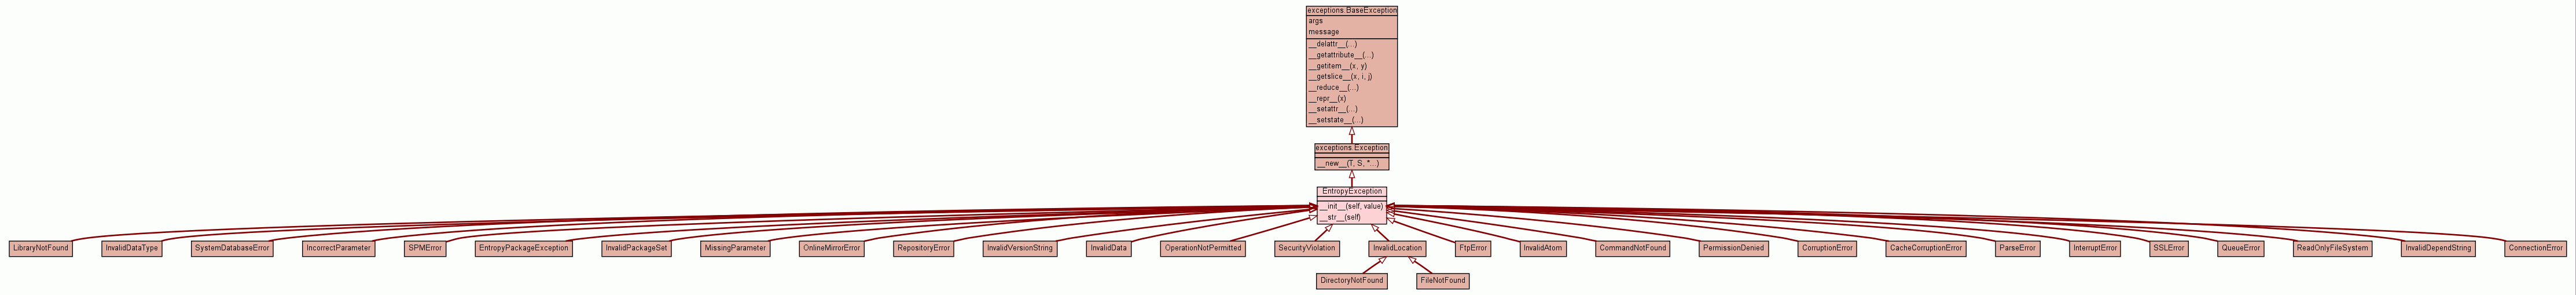 exceptions.BaseException
args
message
__delattr__(...)
__getattribute__(...)
__getitem__(x, y)
__getslice__(x, i, j)
__reduce__(...)
__repr__(x)
__setattr__(...)
__setstate__(...)
exceptions.Exception
__new__(T, S, *...)
EntropyException
__init__(self, value)
__str__(self)
LibraryNotFound
InvalidDataType
SystemDatabaseError
IncorrectParameter
SPMError
EntropyPackageException
InvalidPackageSet
MissingParameter
OnlineMirrorError
RepositoryError
InvalidVersionString
InvalidData
OperationNotPermitted
SecurityViolation
InvalidLocation
FtpError
InvalidAtom
CommandNotFound
PermissionDenied
CorruptionError
CacheCorruptionError
ParseError
InterruptError
SSLError
QueueError
ReadOnlyFileSystem
InvalidDependString
ConnectionError
DirectoryNotFound
FileNotFound